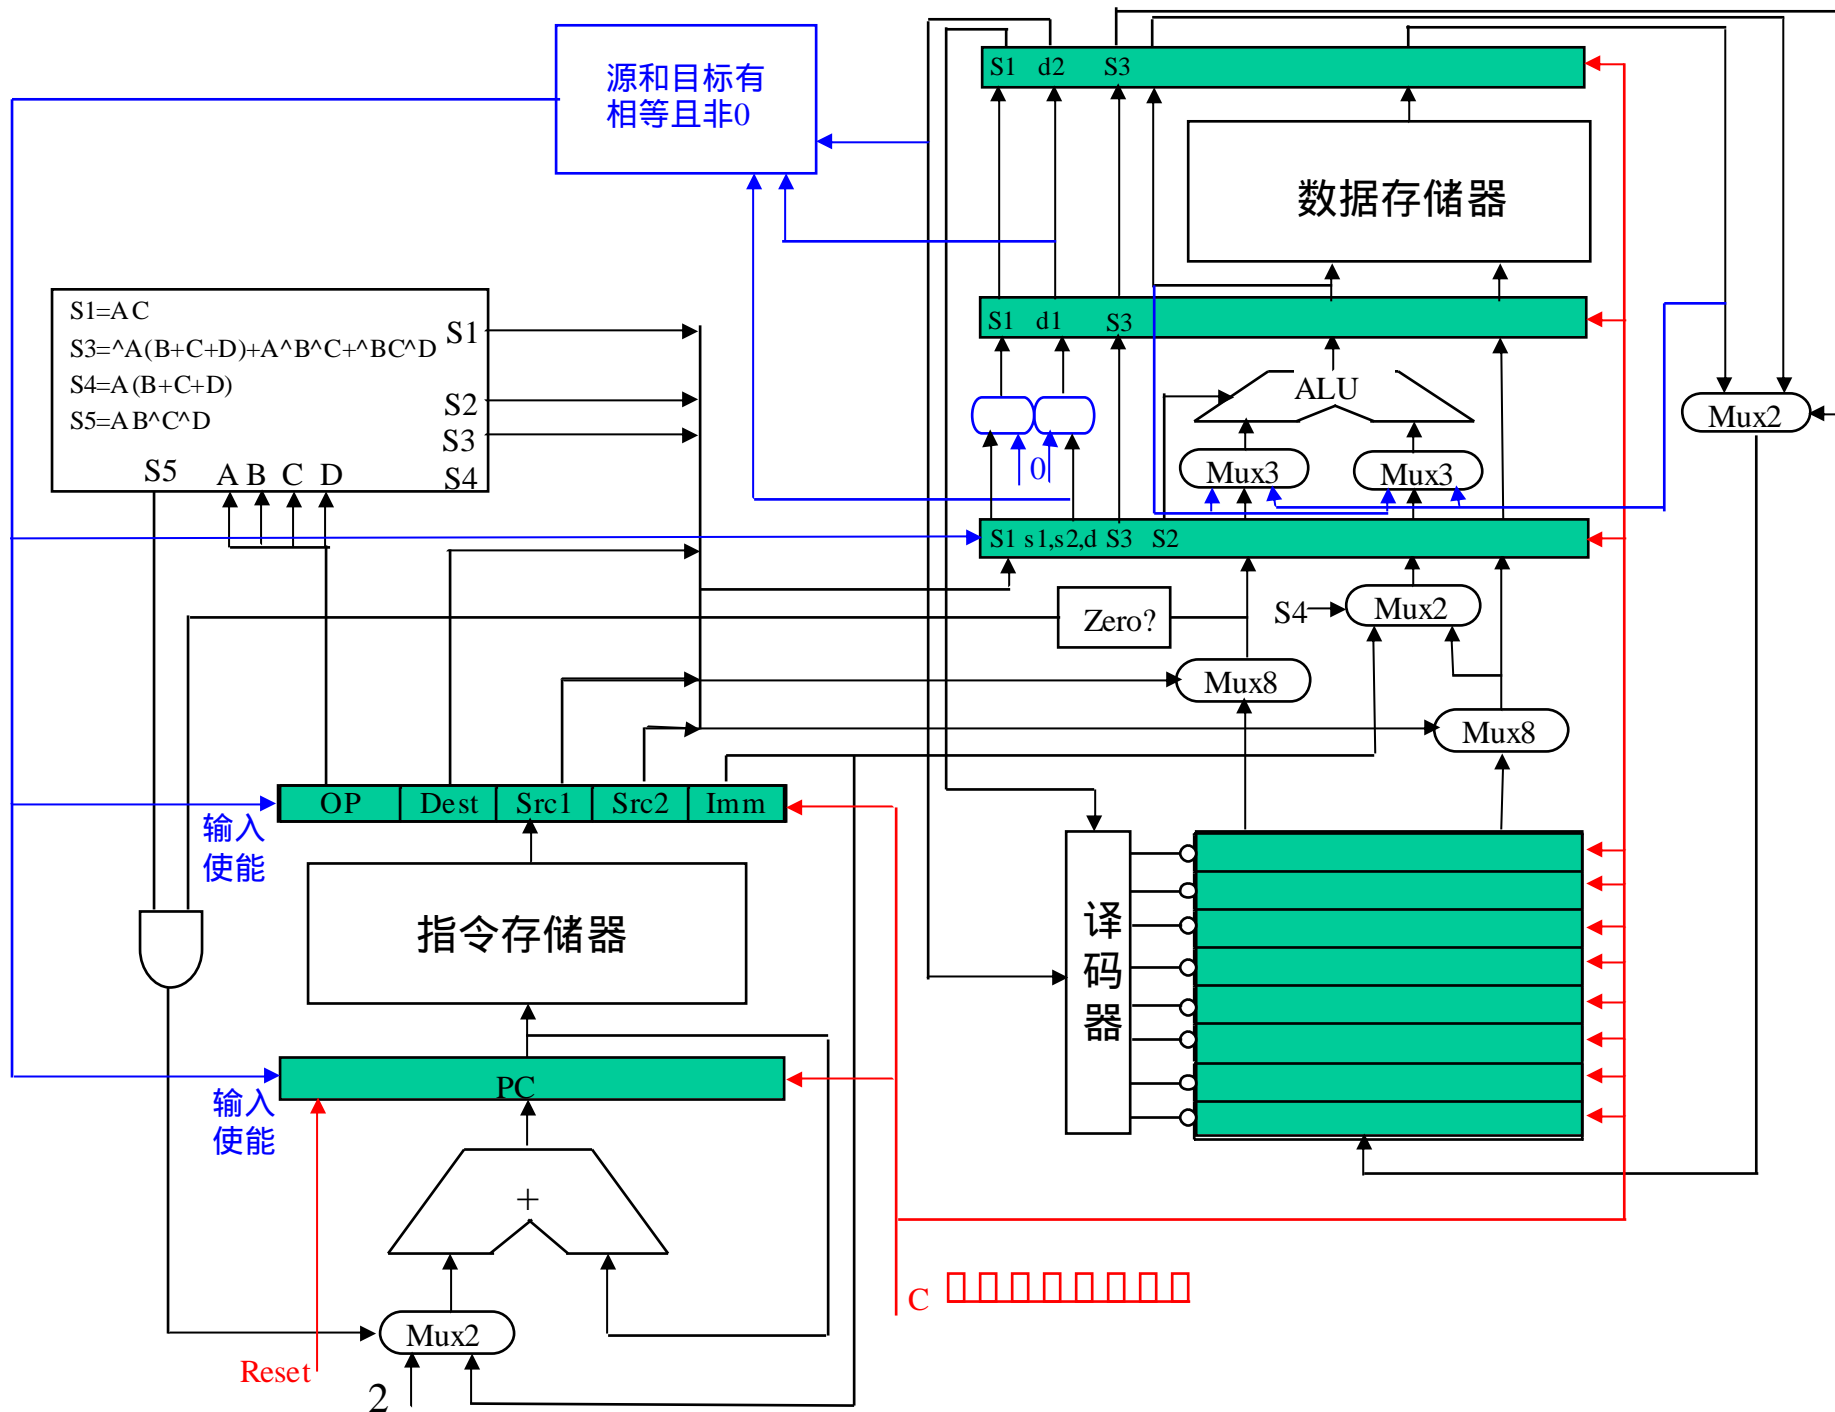 S1 d2 S3
源和目标有
相等且非0
数据存储器
S1=AC
S3=^A(B+C+D)+A^B^C+^BC^D
S4=A(B+C+D)
S5=AB^C^D
S1
S2
S3
S4
S5 A B C D
S1 d1 S3
ALU
Mux2
0
Mux3
Mux3
S1 s1,s2,d S3 S2
Zero?
S4
Mux2
Mux8
Mux8
OP Dest Src1 Src2 Imm
输入
使能
指令存储器
译
码
器
PC
输入
使能
+
C
Mux2
Reset
2